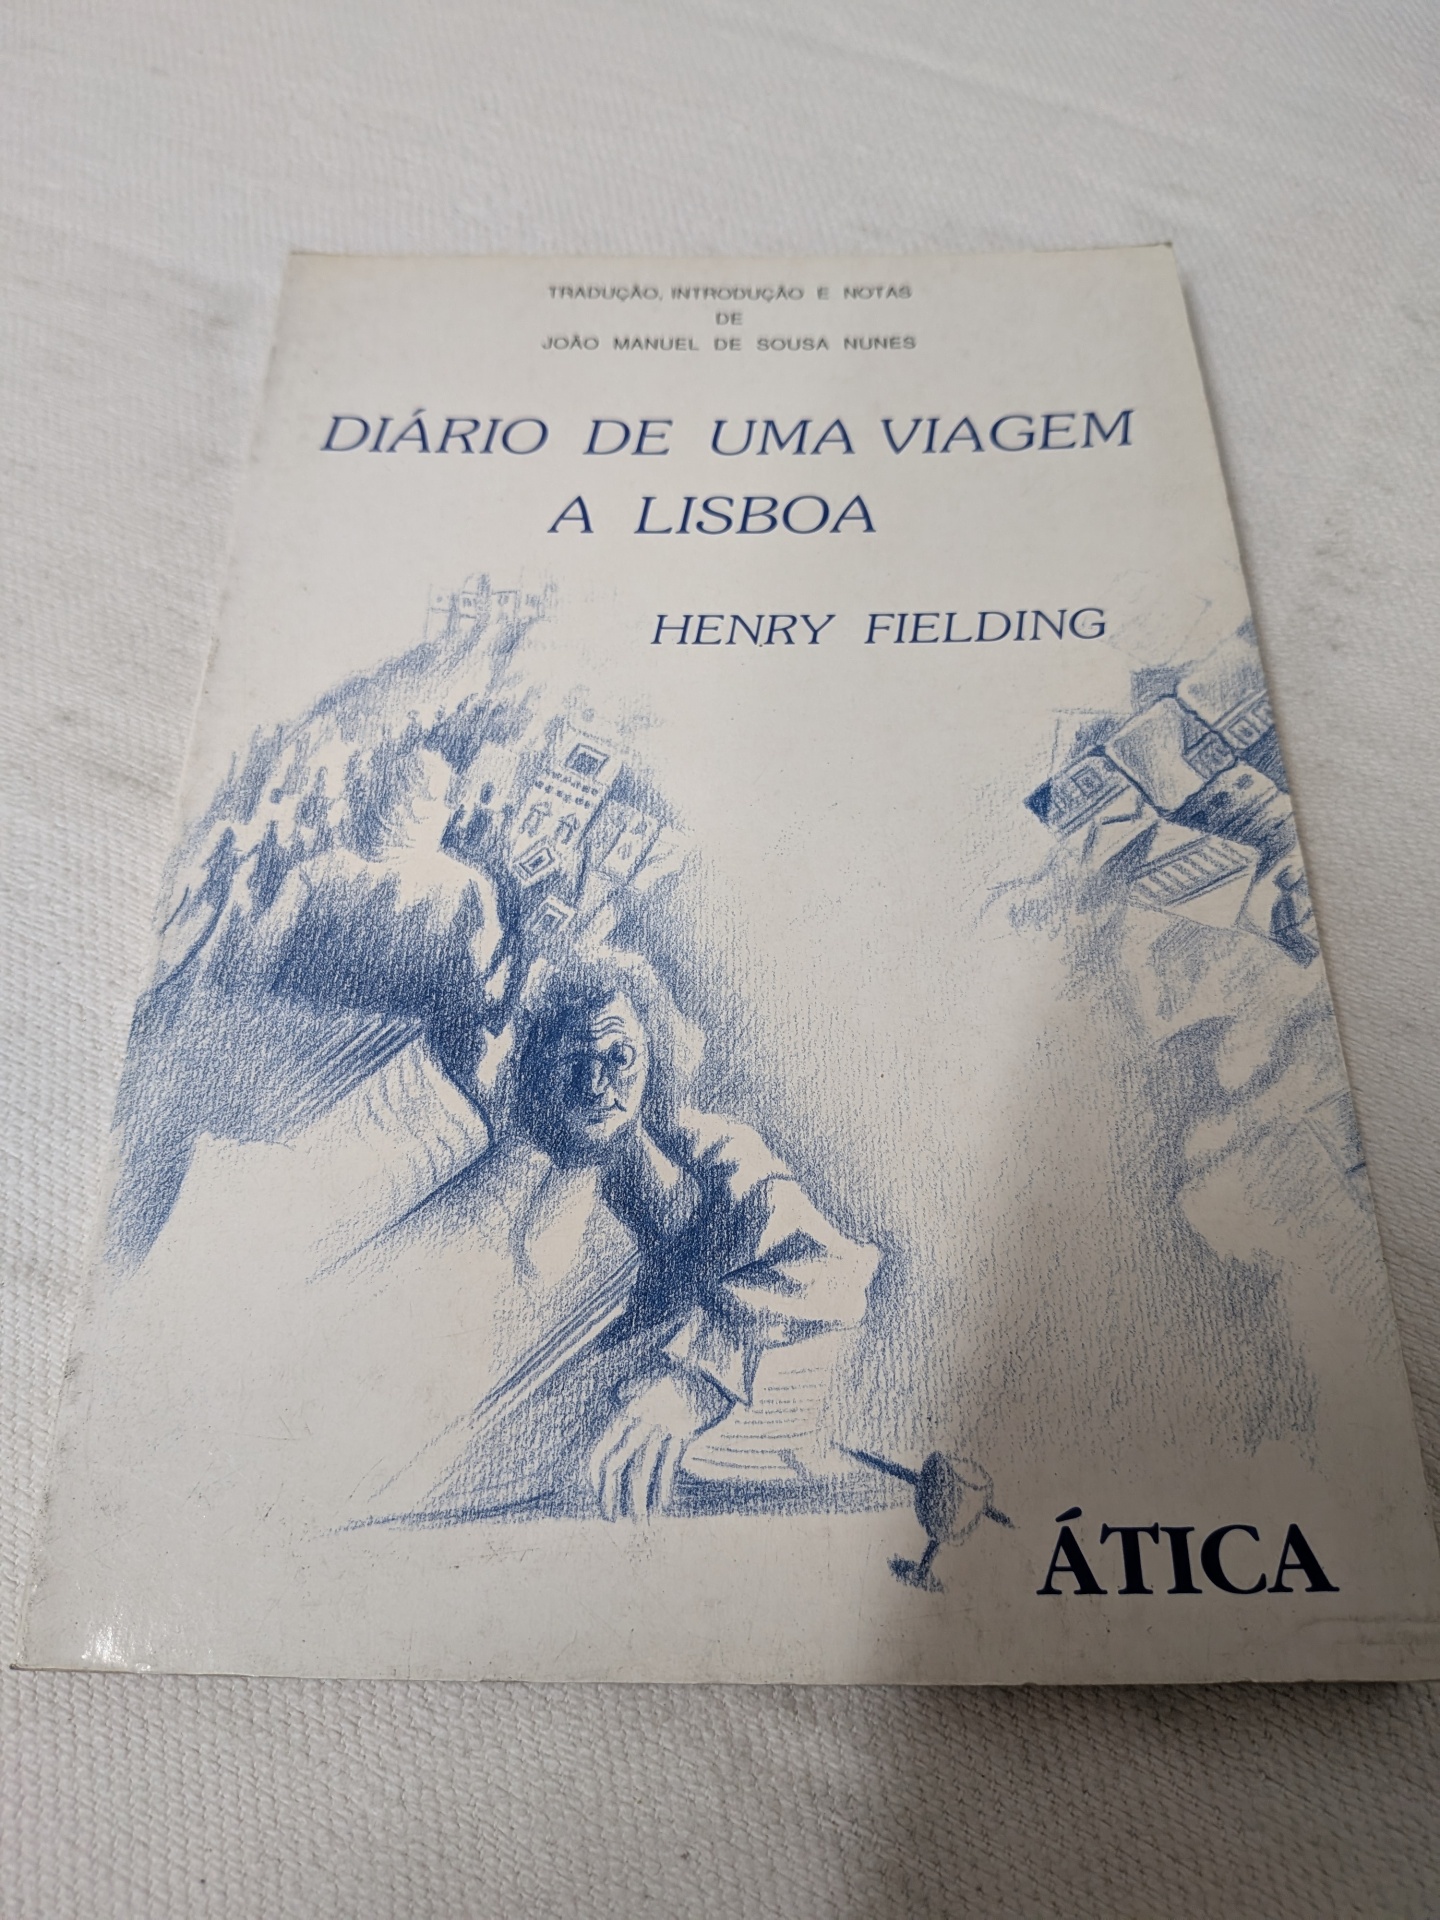 TRADUÇÃO, INTRODUÇÃO E NOTAS
DE
JOÃO MANUEL DE SOUSA NUNES
DIÁRIO DE UMA VIAGEM
A LISBOA
HENRY FIELDING
ÁTICA